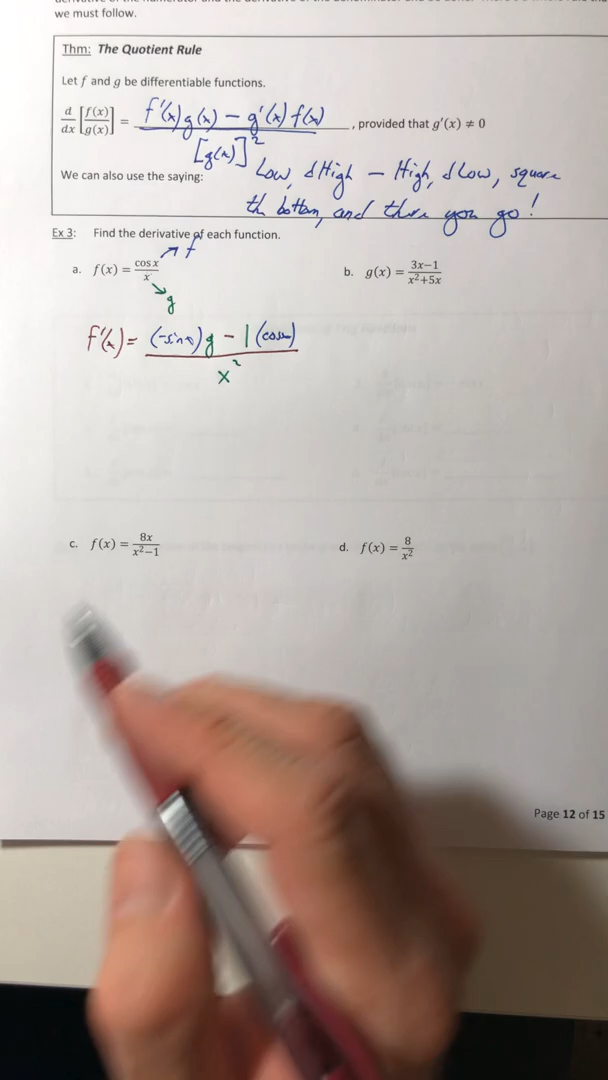 we must follow.
Thm: The Quotient Rule
Let f and g be differentiable functions.
d/dx [f(x)/g(x)] = f'(x)g(x) - g'(x)f(x) / [g(x)]² , provided that g′(x) ≠ 0
We can also use the saying: Low, dHigh - High, dLow, square
the bottom, and there you go!
Ex 3: Find the derivative of each function.
f
a. f(x) = cos x / x
g
b. g(x) = 3x−1 / x²+5x
f'(x) = (-sinx)g - 1(cosx) / x²
c. f(x) = 8x / x²−1
d. f(x) = 8 / x²
Page 12 of 15